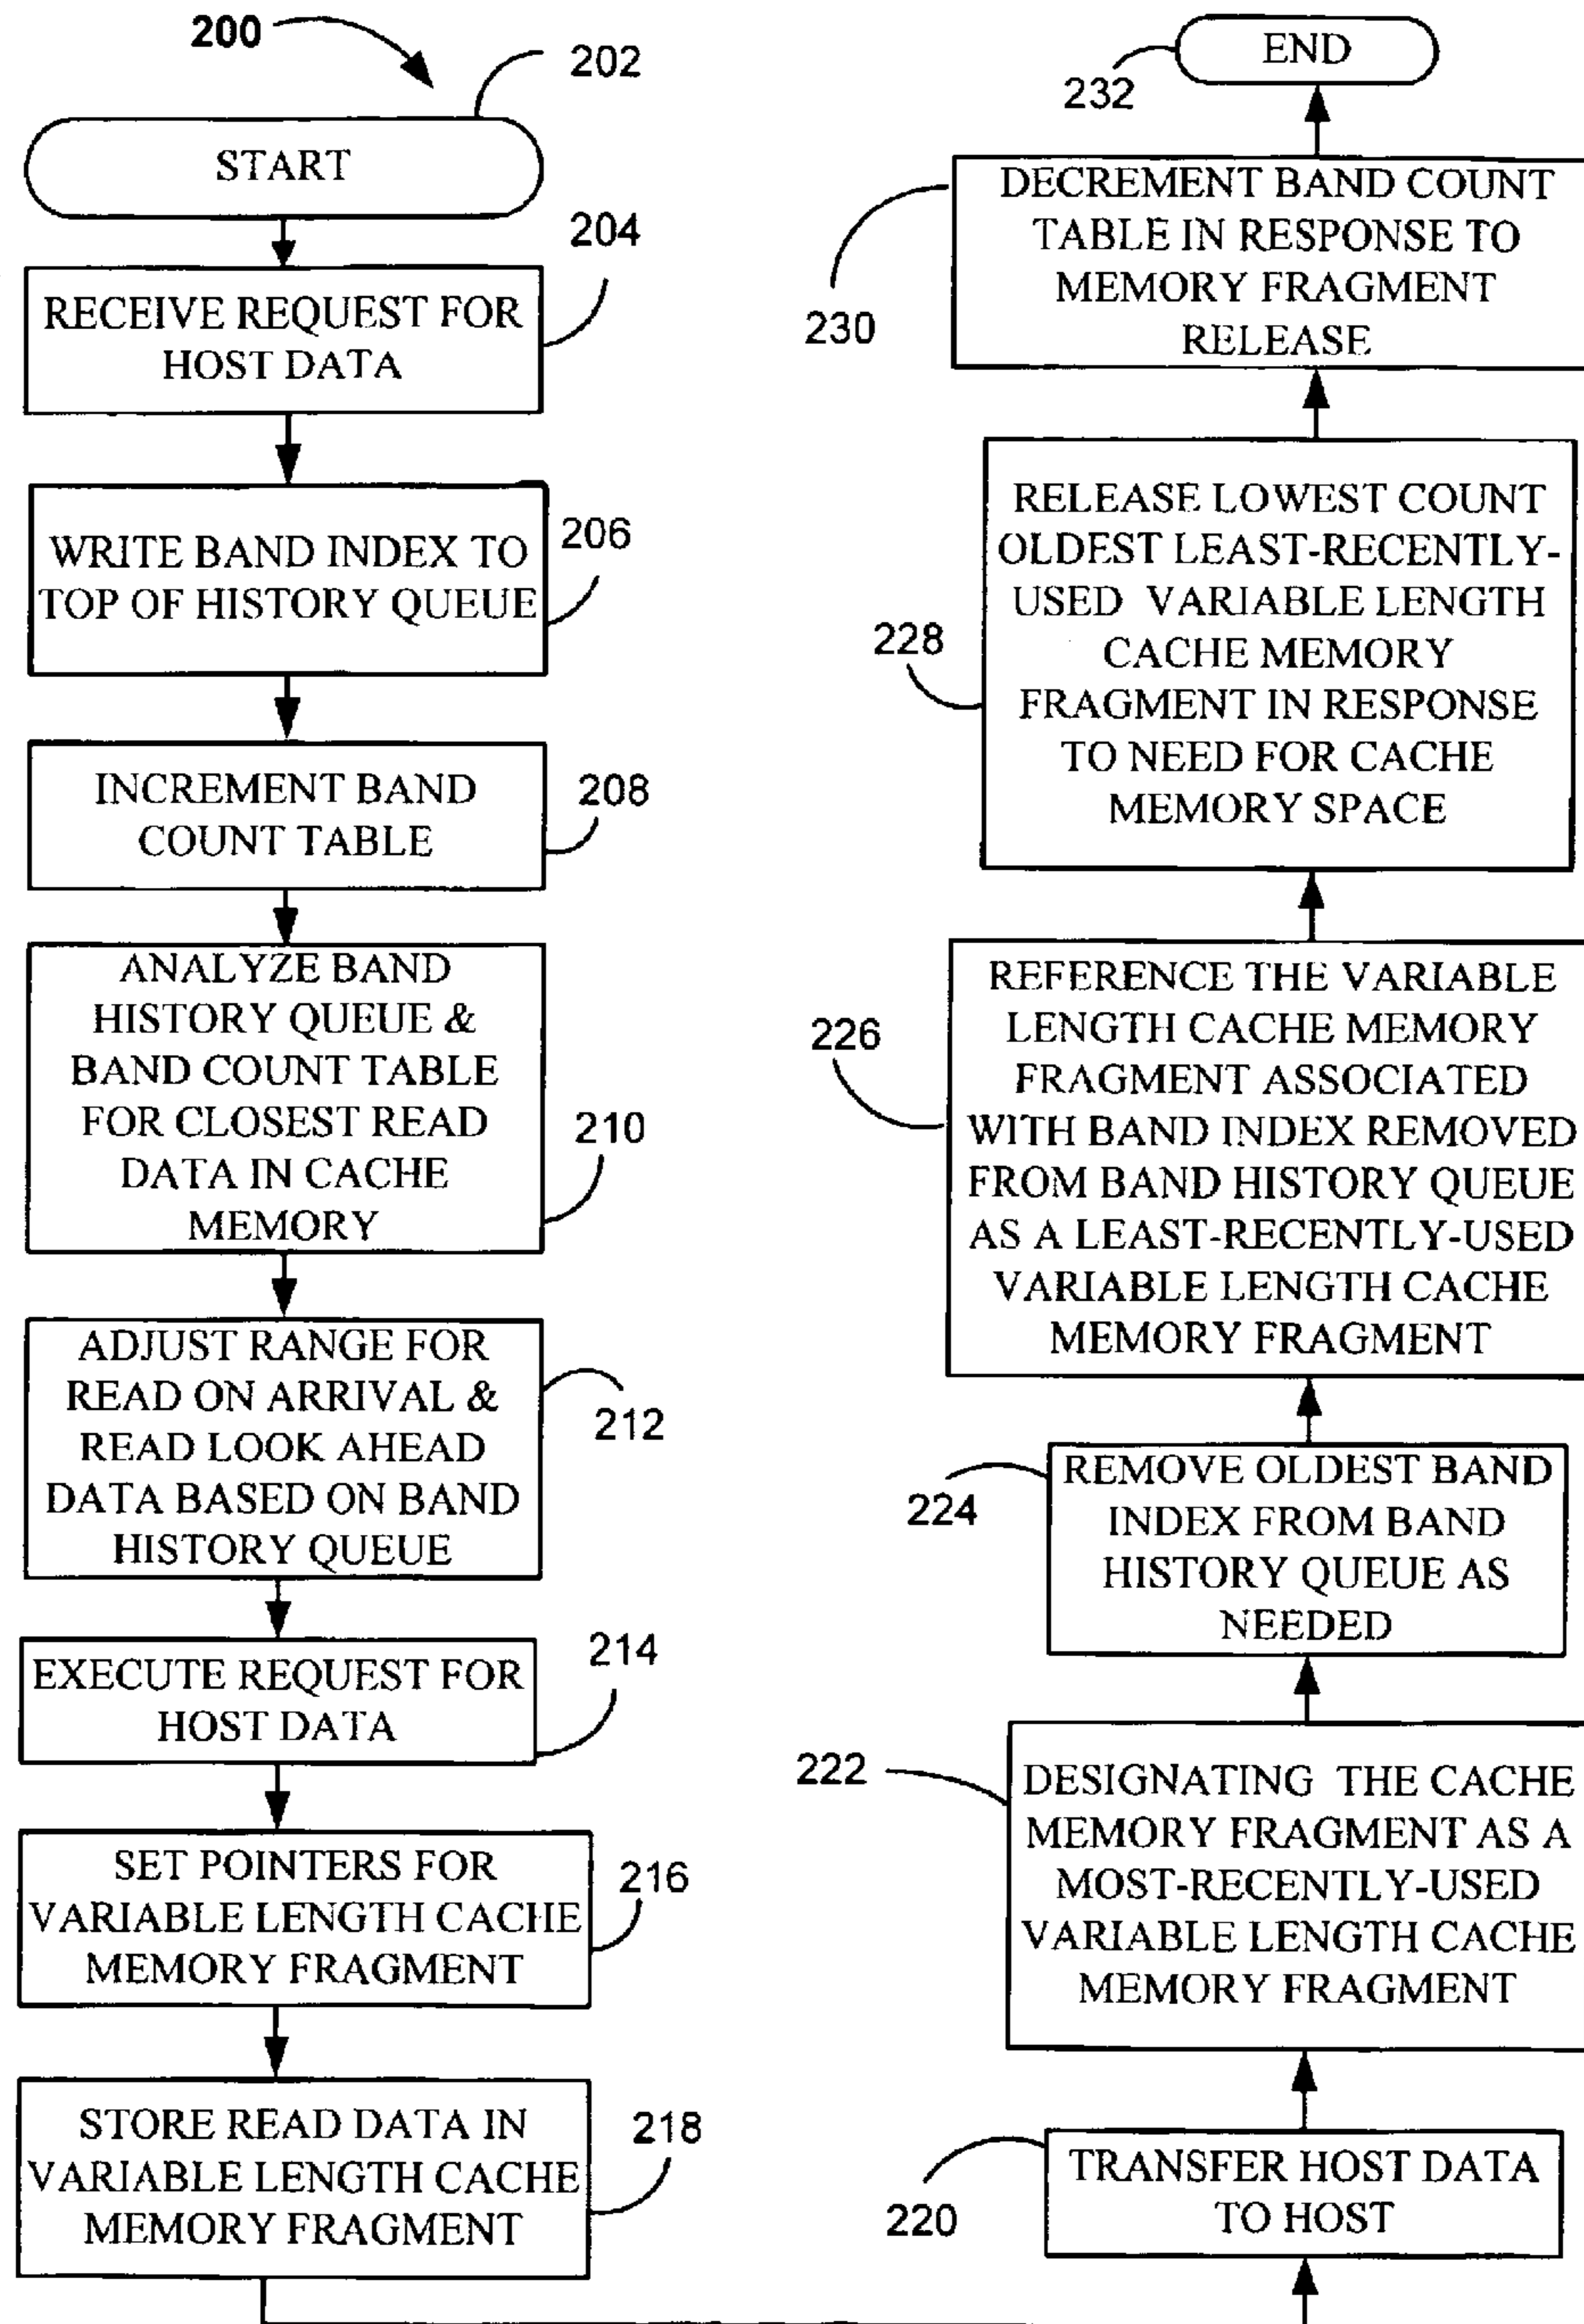 200
202
START
204
RECEIVE REQUEST FOR
HOST DATA
WRITE BAND INDEX TO
TOP OF HISTORY QUEUE
206
INCREMENT BAND
COUNT TABLE
208
ANALYZE BAND
HISTORY QUEUE &
BAND COUNT TABLE
FOR CLOSEST READ
DATA IN CACHE
MEMORY
210
ADJUST RANGE FOR
READ ON ARRIVAL &
READ LOOK AHEAD
DATA BASED ON BAND
HISTORY QUEUE
212
EXECUTE REQUEST FOR
HOST DATA
214
SET POINTERS FOR
VARIABLE LENGTH CACHE
MEMORY FRAGMENT
216
STORE READ DATA IN
VARIABLE LENGTH CACHE
MEMORY FRAGMENT
218
TRANSFER HOST DATA
TO HOST
220
222
DESIGNATING THE CACHE
MEMORY FRAGMENT AS A
MOST-RECENTLY-USED
VARIABLE LENGTH CACHE
MEMORY FRAGMENT
224
REMOVE OLDEST BAND
INDEX FROM BAND
HISTORY QUEUE AS
NEEDED
226
REFERENCE THE VARIABLE
LENGTH CACHE MEMORY
FRAGMENT ASSOCIATED
WITH BAND INDEX REMOVED
FROM BAND HISTORY QUEUE
AS A LEAST-RECENTLY-USED
VARIABLE LENGTH CACHE
MEMORY FRAGMENT
228
RELEASE LOWEST COUNT
OLDEST LEAST-RECENTLY-
USED VARIABLE LENGTH
CACHE MEMORY
FRAGMENT IN RESPONSE
TO NEED FOR CACHE
MEMORY SPACE
230
DECREMENT BAND COUNT
TABLE IN RESPONSE TO
MEMORY FRAGMENT
RELEASE
232
END